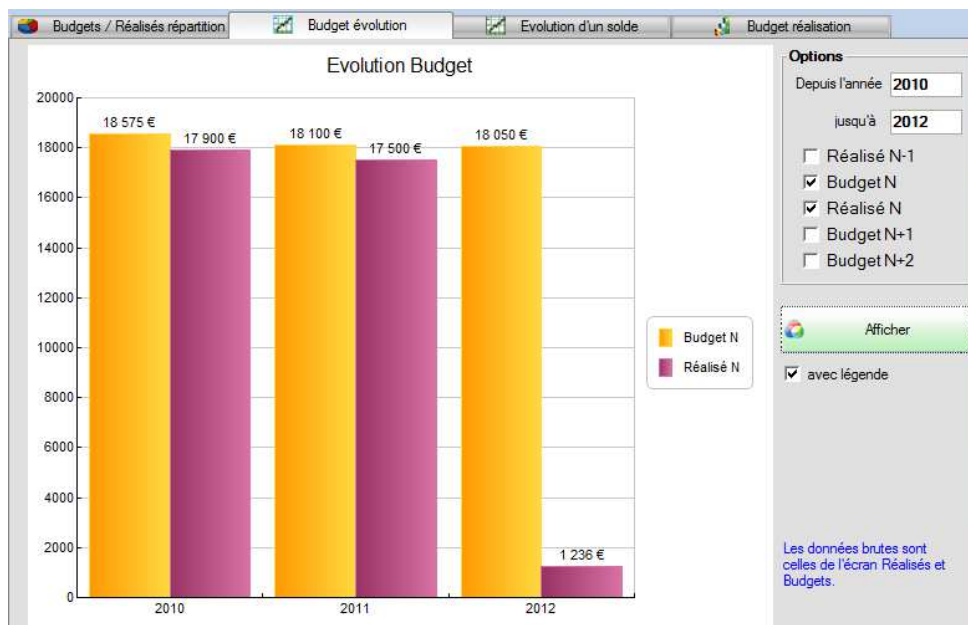 Budgets / Réalisés répartition
Budget évolution
Evolution d'un solde
Budget réalisation
Evolution Budget
20000
18000
16000
14000
12000
10000
8000
6000
4000
2000
0
18 575 €
17 900 €
18 100 €
17 500 €
18 050 €
1 236 €
2010
2011
2012
Budget N
Réalisé N
Options
Depuis l'année 2010
jusqu'à 2012
Réalisé N-1
Budget N
Réalisé N
Budget N+1
Budget N+2
Afficher
avec légende
Les données brutes sont
celles de l'écran Réalisés et
Budgets.